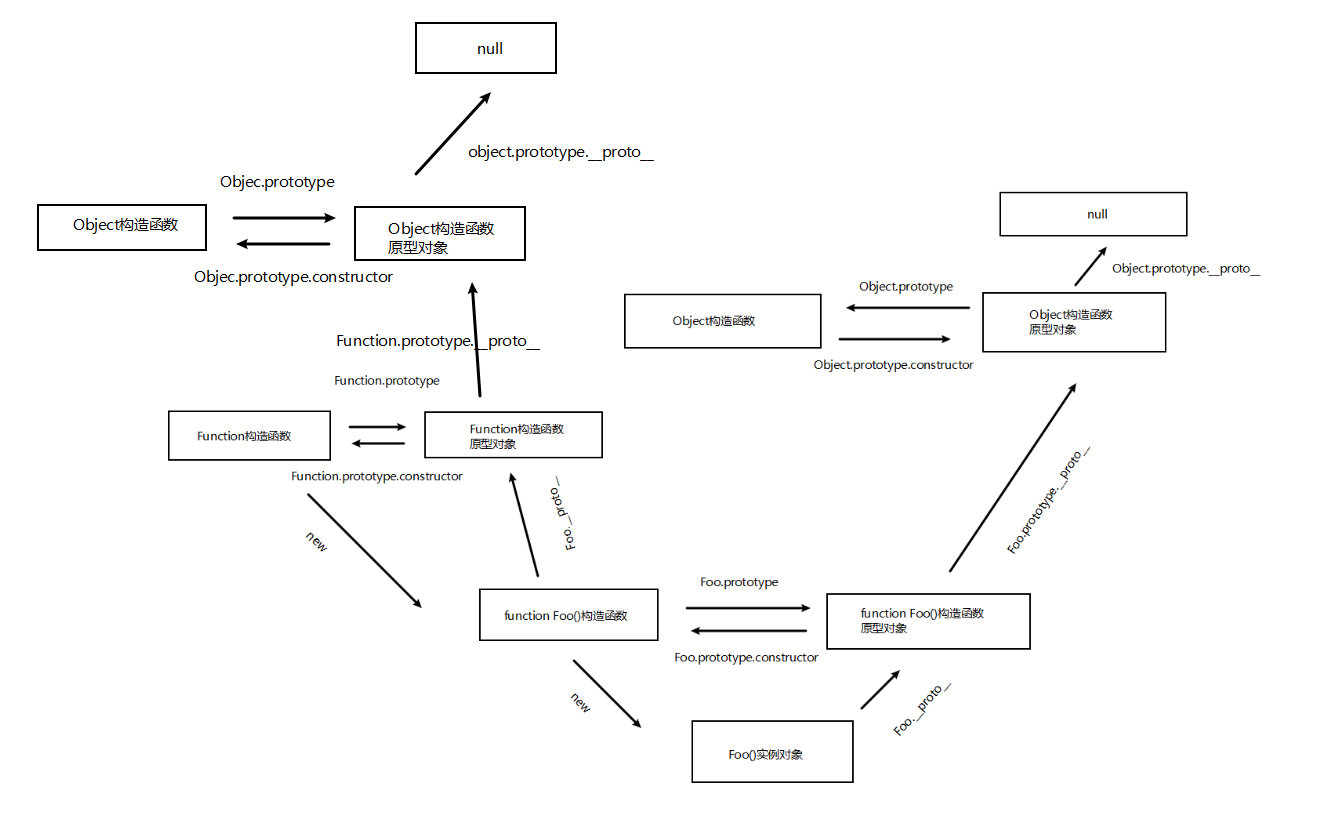 null
object.prototype.__proto__
Objec.prototype
Object构造函数
Object构造函数
原型对象
Objec.prototype.constructor
null
Object.prototype.__proto__
Object.prototype
Object构造函数
Object构造函数
原型对象
Object.prototype.constructor
Function.prototype.__proto__
Function.prototype
Function构造函数
Function构造函数
原型对象
Function.prototype.constructor
new
Foo.__proto__
Foo.prototype.__proto__
Foo.prototype
function Foo()构造函数
function Foo()构造函数
原型对象
Foo.prototype.constructor
new
Foo.__proto__
Foo()实例对象